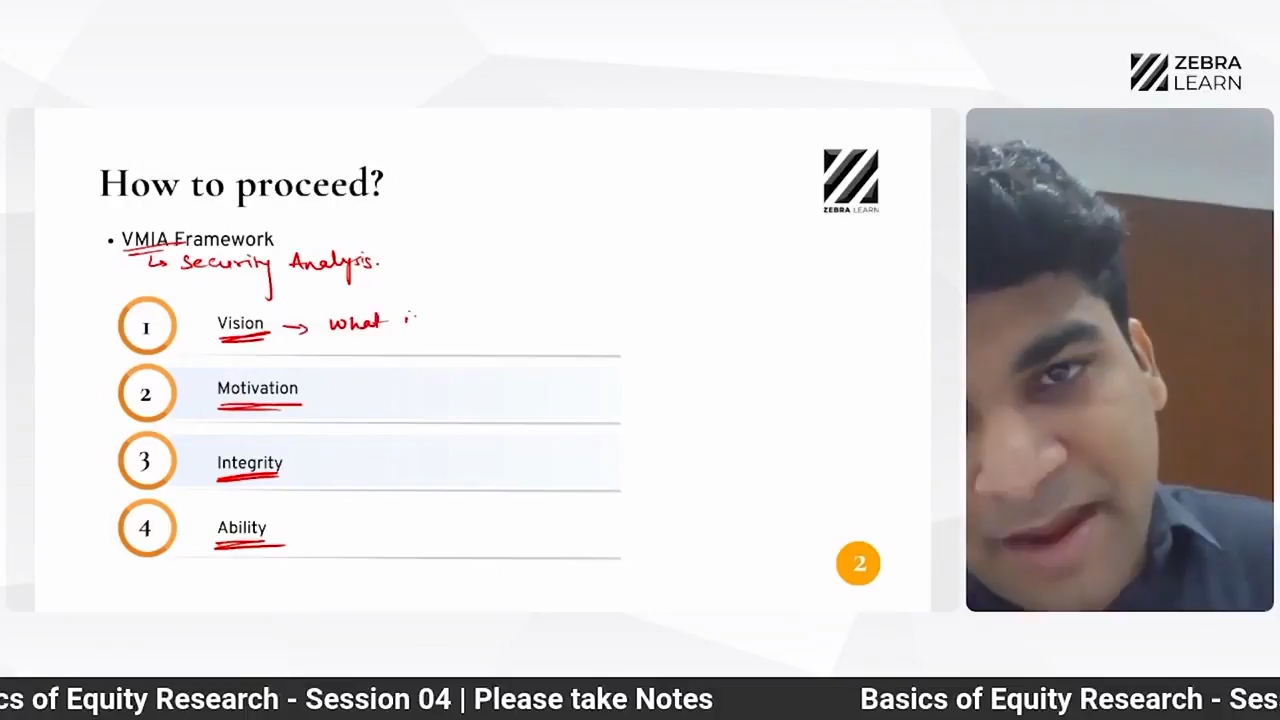 ZEBRA
LEARN
How to proceed?
ZEBRA LEARN
• VMIA Framework
↳ Security Analysis.
1 Vision → What i
2 Motivation
3 Integrity
4 Ability
2
cs of Equity Research - Session 04 | Please take Notes Basics of Equity Research - Ses